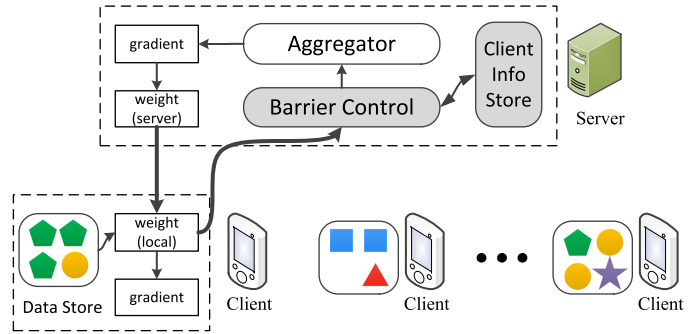 gradient
Aggregator
Client
Info
Store
weight
(server)
Barrier Control
Server
weight
(local)
gradient
Data Store
Client
Client
Client